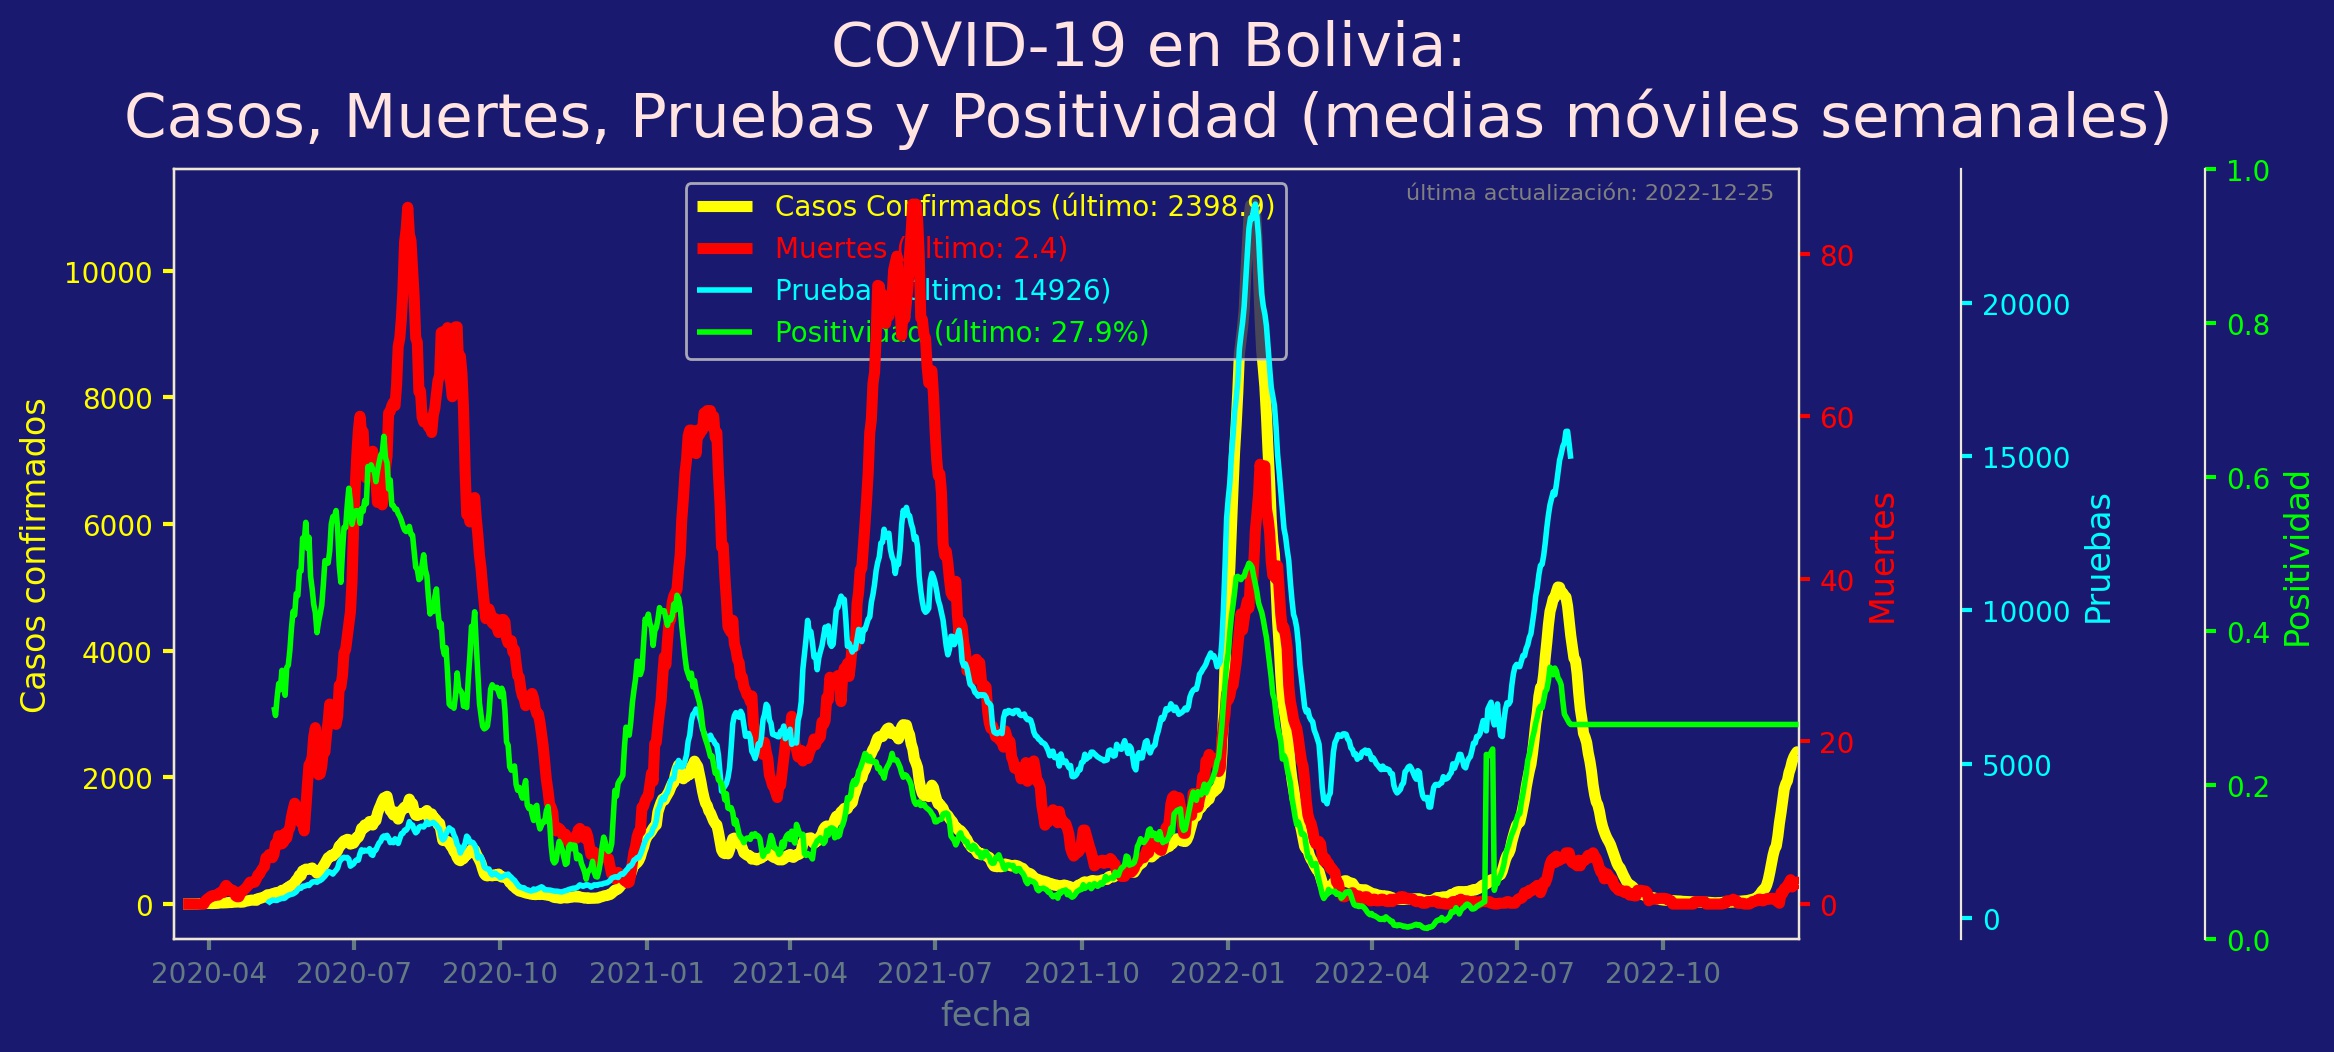 COVID-19 en Bolivia:
Casos, Muertes, Pruebas y Positividad (medias móviles semanales)
última actualización: 2022-12-25
Casos Confirmados (último: 2398.9)
Muertes (último: 2.4)
Pruebas (último: 14926)
Positividad (último: 27.9%)
Casos confirmados
10000
8000
6000
4000
2000
0
Muertes
80
60
40
20
0
Pruebas
20000
15000
10000
5000
0
Positividad
1.0
0.8
0.6
0.4
0.2
0.0
2020-04 2020-07 2020-10 2021-01 2021-04 2021-07 2021-10 2022-01 2022-04 2022-07 2022-10
fecha